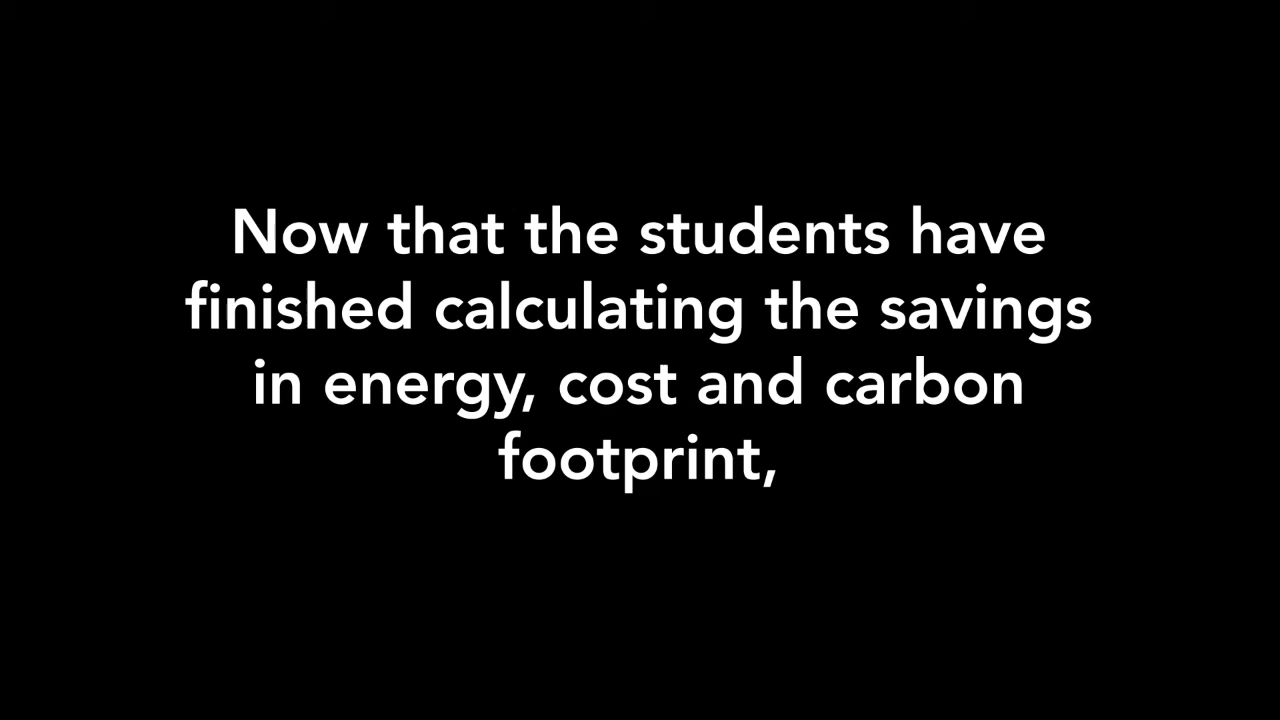 Now that the students have
finished calculating the savings
in energy, cost and carbon
footprint,